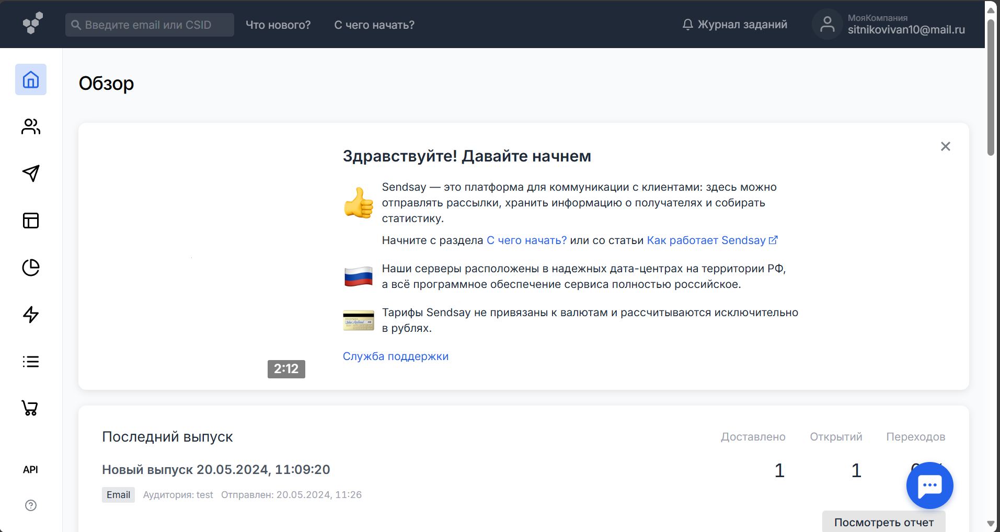 Введите email или CSID
Что нового?
С чего начать?
Журнал заданий
МояКомпания
sitnikovivan10@mail.ru
Обзор
Здравствуйте! Давайте начнем
Sendsay — это платформа для коммуникации с клиентами: здесь можно
отправлять рассылки, хранить информацию о получателях и собирать
статистику.
Начните с раздела С чего начать? или со статьи Как работает Sendsay
Наши серверы расположены в надежных дата-центрах на территории РФ,
а всё программное обеспечение сервиса полностью российское.
Тарифы Sendsay не привязаны к валютам и рассчитываются исключительно
в рублях.
Служба поддержки
2:12
Последний выпуск
Доставлено
Открытий
Переходов
Новый выпуск 20.05.2024, 11:09:20
1
1
Email
Аудитория: test
Отправлен: 20.05.2024, 11:26
Посмотреть отчет
API